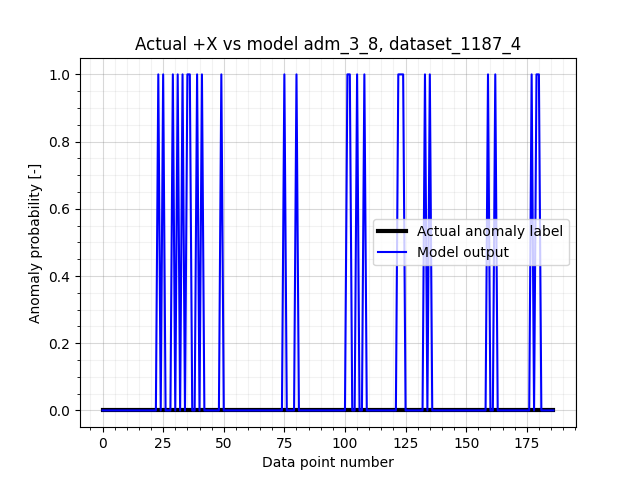 Actual +X vs model adm_3_8, dataset_1187_4
1.0
0.8
0.6
0.4
0.2
0.0
Anomaly probability [-]
Actual anomaly label
Model output
0 25 50 75 100 125 150 175
Data point number